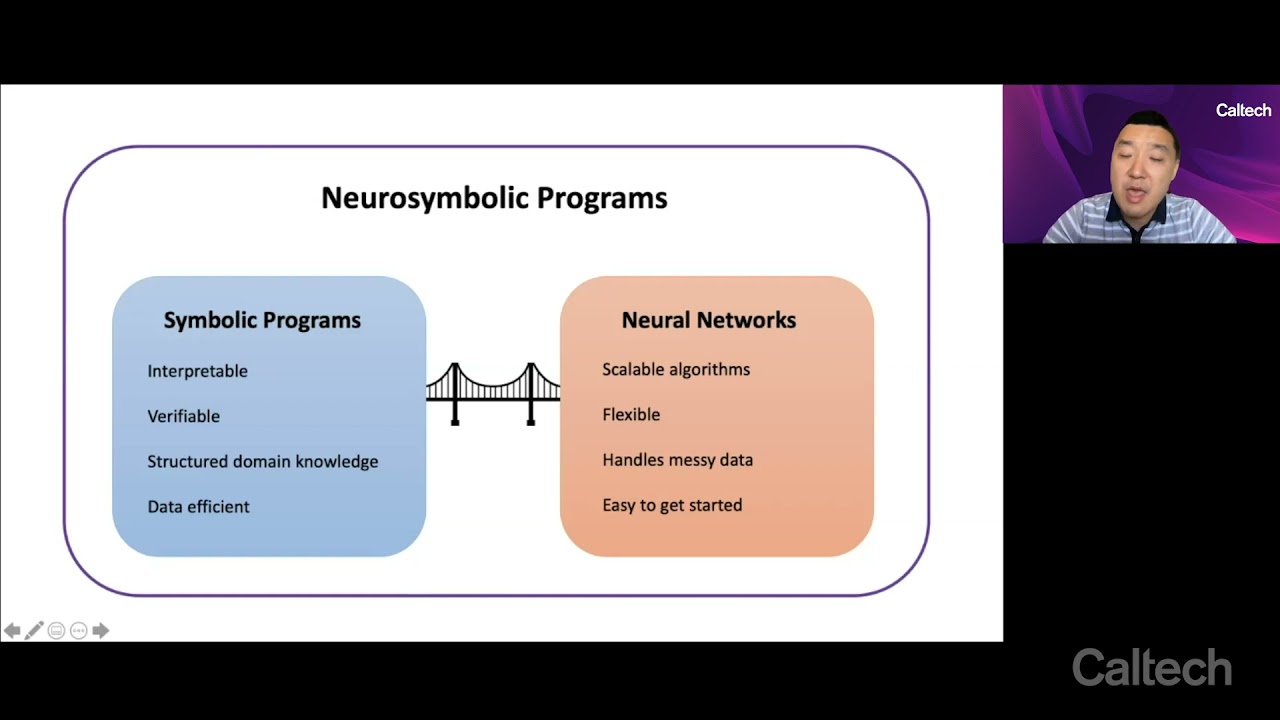 Neurosymbolic Programs
Symbolic Programs
Interpretable
Verifiable
Structured domain knowledge
Data efficient
Neural Networks
Scalable algorithms
Flexible
Handles messy data
Easy to get started
Caltech
Caltech